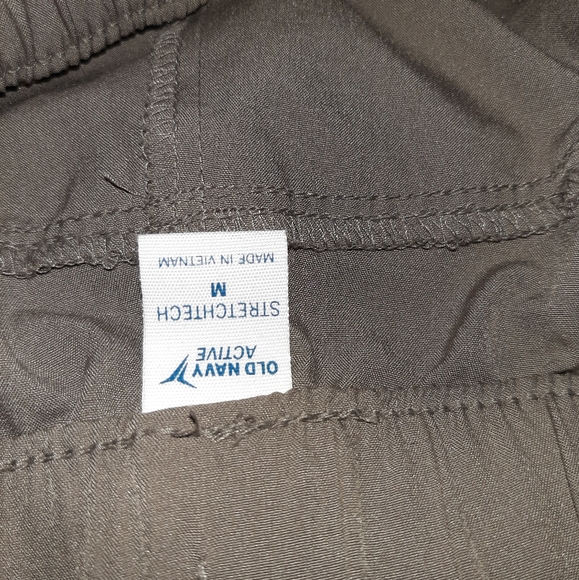 OLD NAVY
ACTIVE
STRETCHTECH
M
MADE IN VIETNAM